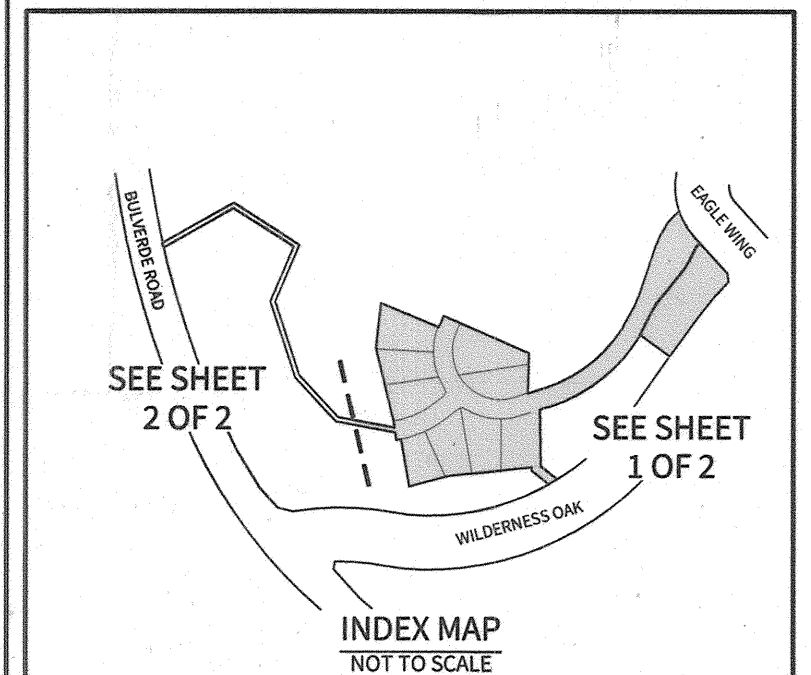 EAGLE WING
BULVERDE ROAD
SEE SHEET
2 OF 2
SEE SHEET
1 OF 2
WILDERNESS OAK
INDEX MAP
NOT TO SCALE